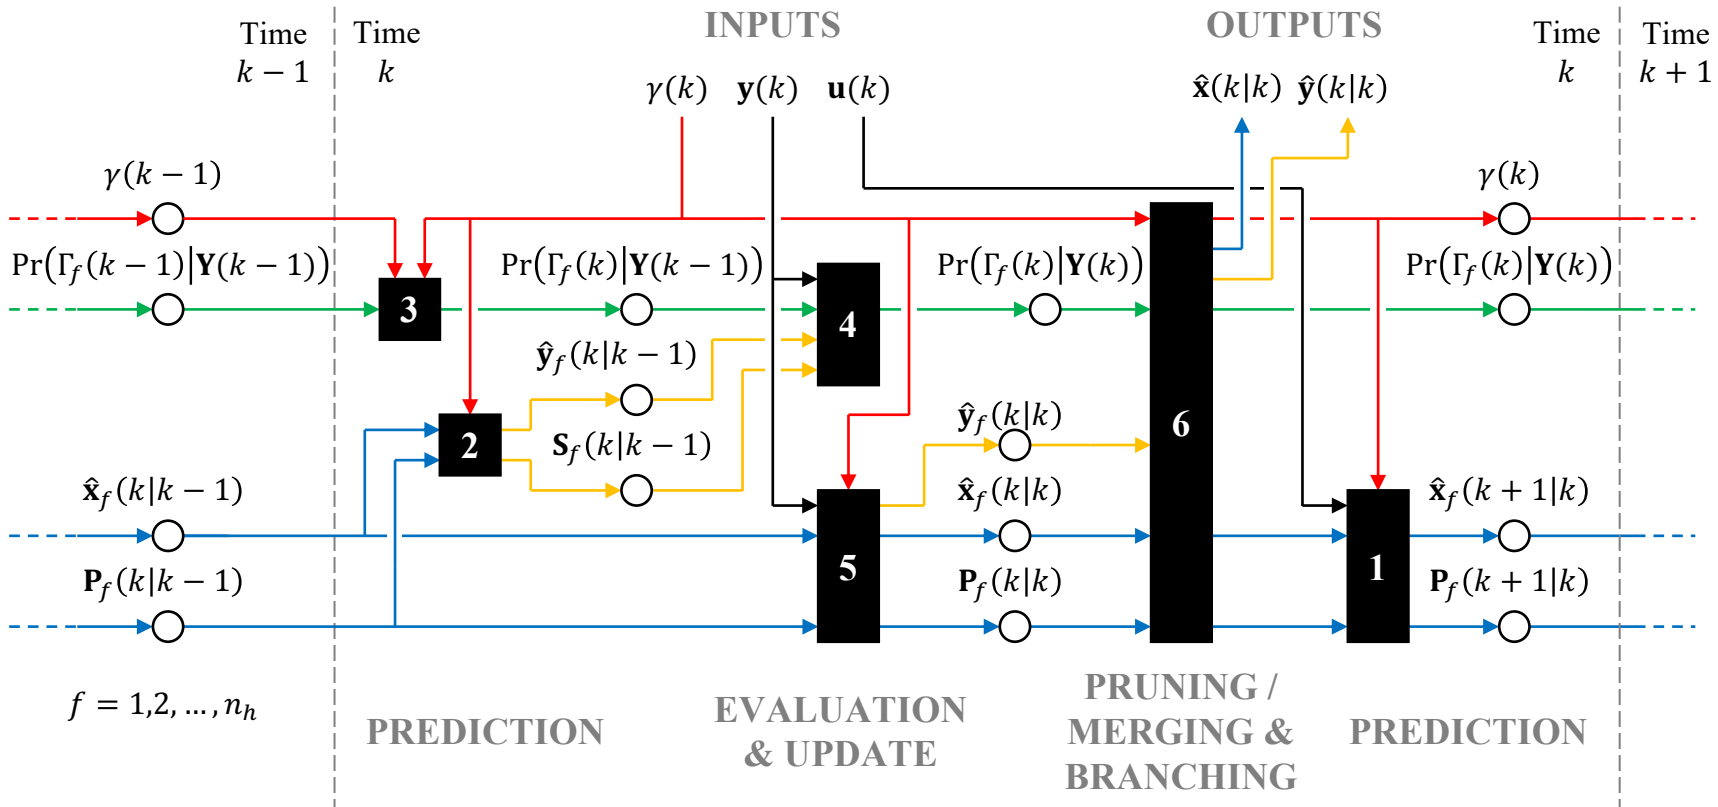 Time
k − 1
Time
k
INPUTS
OUTPUTS
Time
k
Time
k + 1
γ(k)
y(k)
u(k)
x̂(k|k)
ŷ(k|k)
γ(k − 1)
γ(k)
Pr(Γf(k − 1)|Y(k − 1))
Pr(Γf(k)|Y(k − 1))
Pr(Γf(k)|Y(k))
Pr(Γf(k)|Y(k))
3
4
ŷf(k|k − 1)
2
Sf(k|k − 1)
ŷf(k|k)
6
x̂f(k|k − 1)
x̂f(k|k)
x̂f(k + 1|k)
5
1
Pf(k|k − 1)
Pf(k|k)
Pf(k + 1|k)
f = 1,2, …, nh
PREDICTION
EVALUATION
& UPDATE
PRUNING /
MERGING &
BRANCHING
PREDICTION